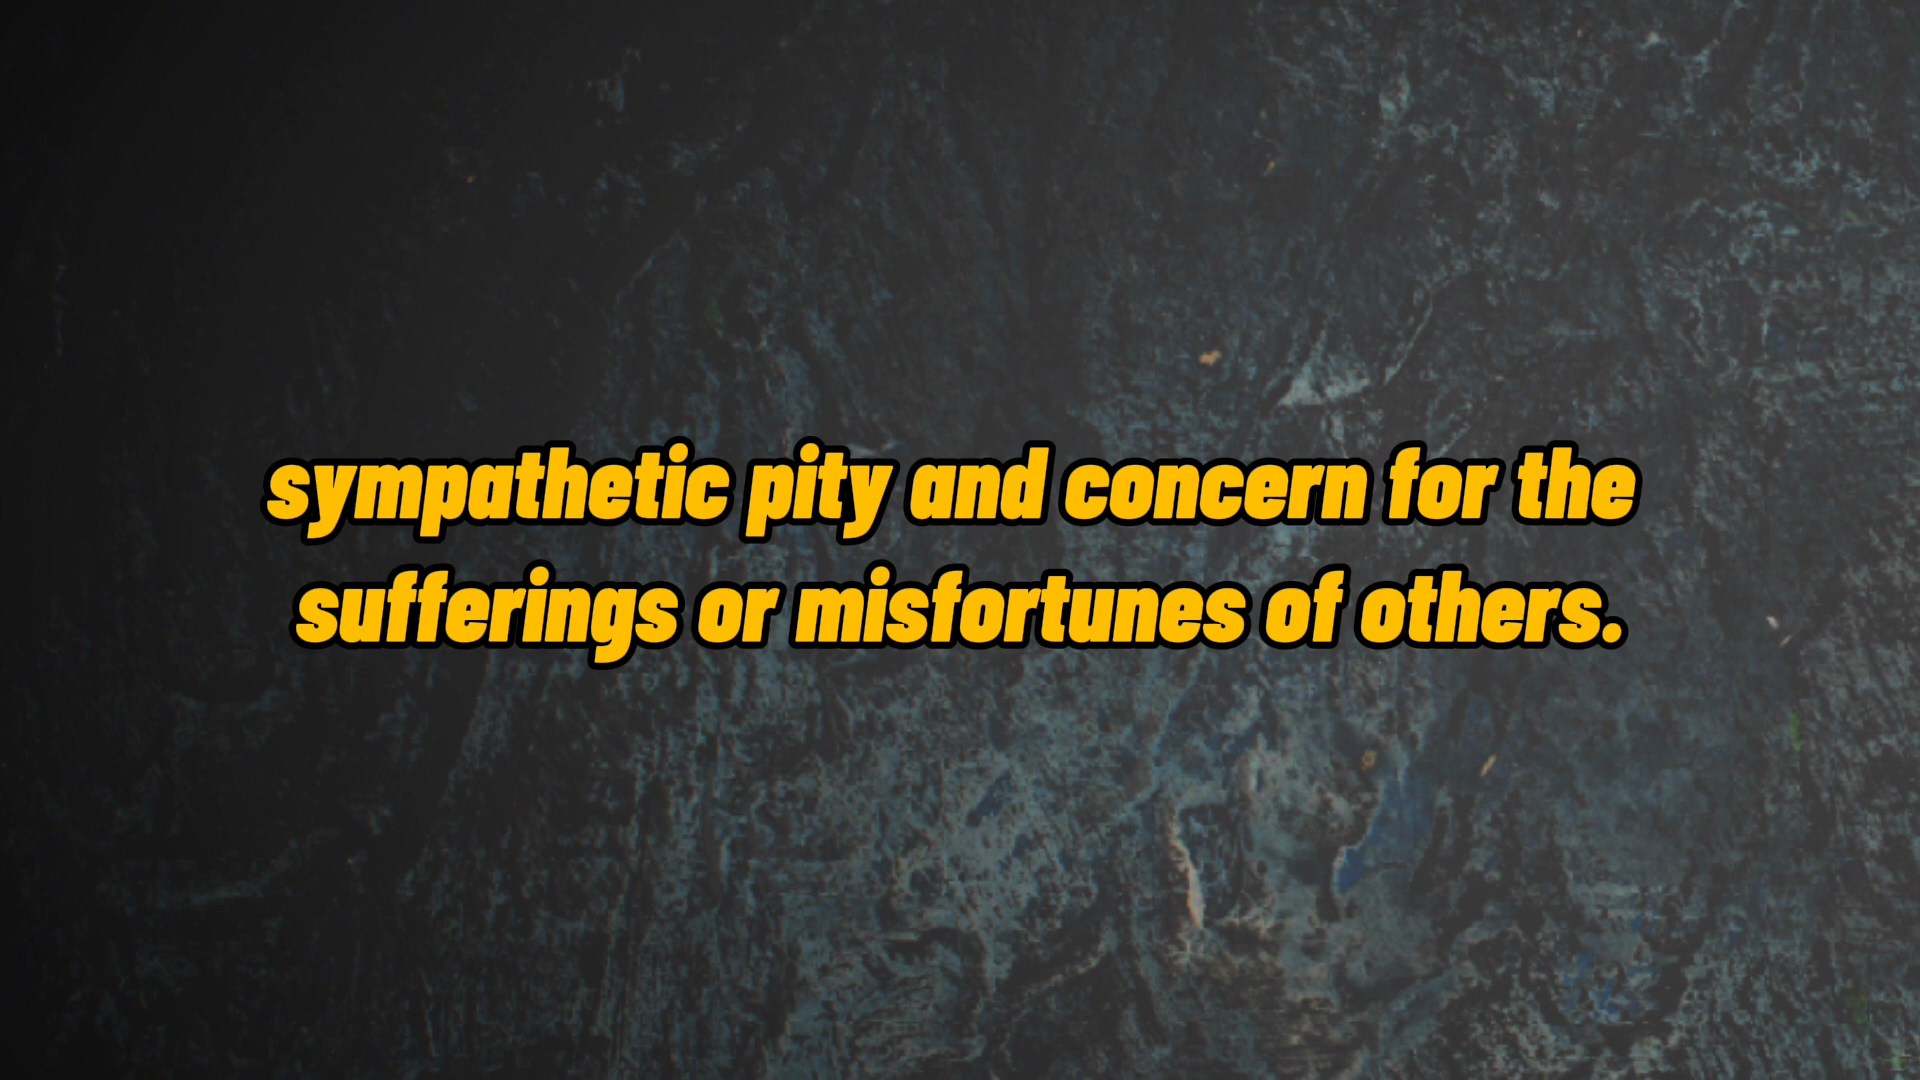 sympathetic pity and concern for the
sufferings or misfortunes of others.